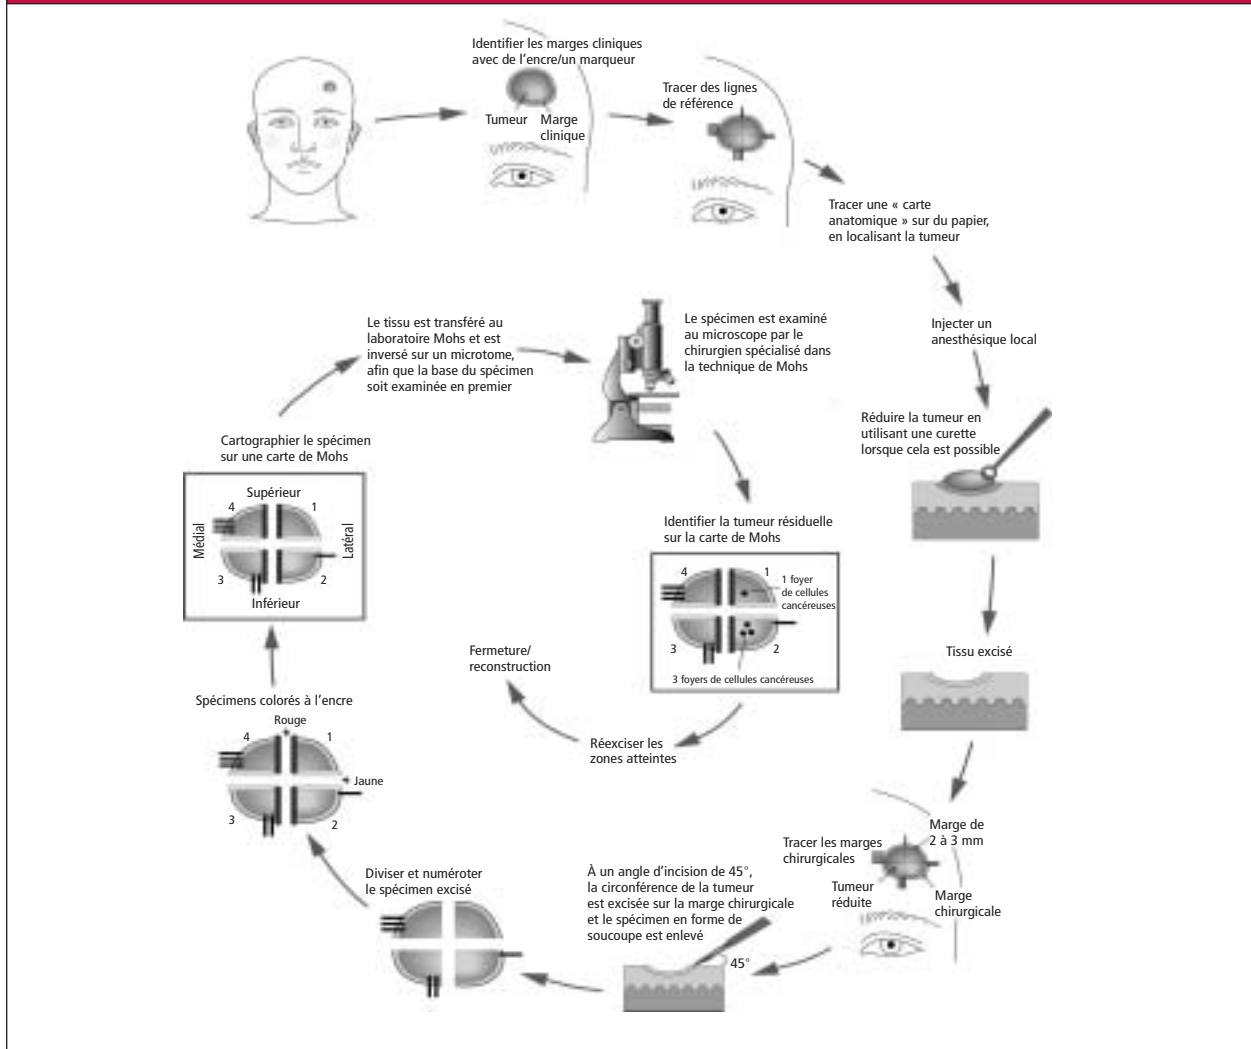 Identifier les marges cliniques
avec de l'encre/un marqueur
Tumeur
Marge
clinique
Tracer des lignes
de référence
Tracer une « carte
anatomique » sur du papier,
en localisant la tumeur
Injecter un
anesthésique local
Réduire la tumeur en
utilisant une curette
lorsque cela est possible
Tissu excisé
Marge de
2 à 3 mm
Tracer les marges
chirurgicales
Tumeur
réduite
Marge
chirurgicale
À un angle d'incision de 45°,
la circonférence de la tumeur
est excisée sur la marge chirurgicale
et le spécimen en forme de
soucoupe est enlevé
45°
Diviser et numéroter
le spécimen excisé
Spécimens colorés à l'encre
Rouge
4
1
Jaune
3
2
Cartographier le spécimen
sur une carte de Mohs
Supérieur
4
1
Médial
Latéral
3
2
Inférieur
Le tissu est transféré au
laboratoire Mohs et est
inversé sur un microtome,
afin que la base du spécimen
soit examinée en premier
Le spécimen est examiné
au microscope par le
chirurgien spécialisé dans
la technique de Mohs
Identifier la tumeur résiduelle
sur la carte de Mohs
4
1
1 foyer
de cellules
cancéreuses
3
2
3 foyers de cellules cancéreuses
Réexciser les
zones atteintes
Fermeture/
reconstruction